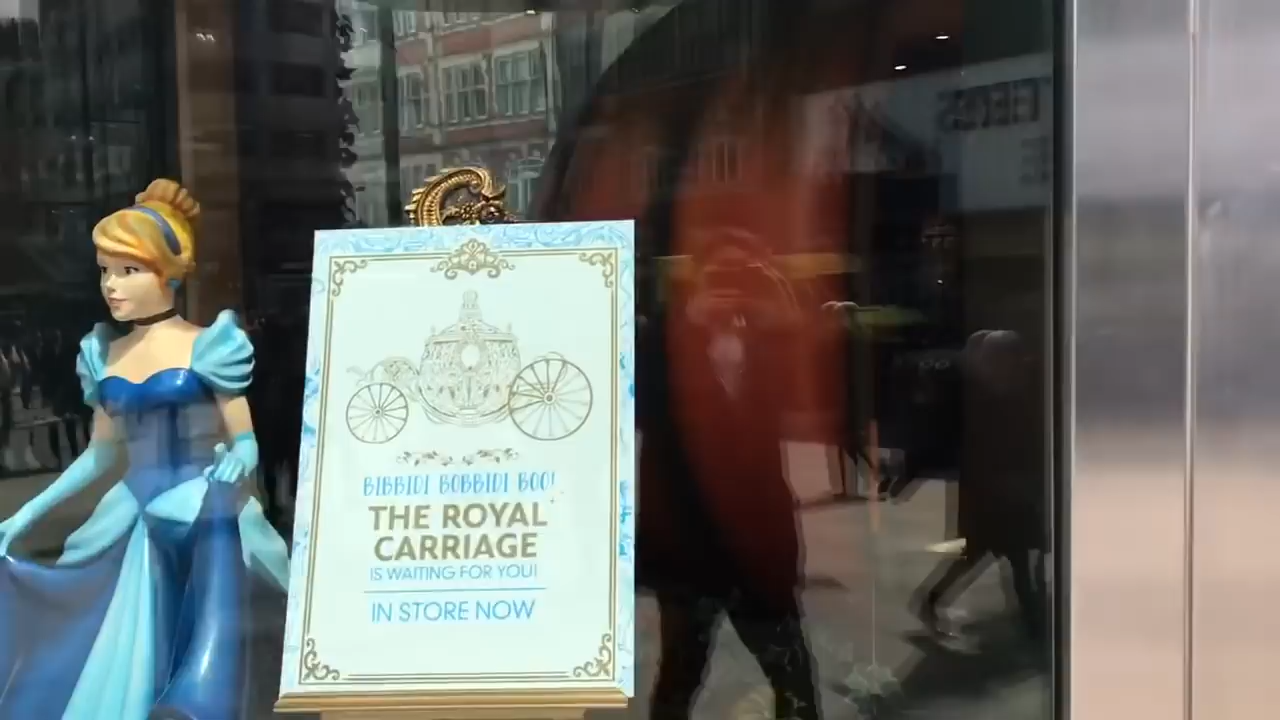 BIBBIDI BOBBIDI BOO!
THE ROYAL
CARRIAGE
IS WAITING FOR YOU!
IN STORE NOW